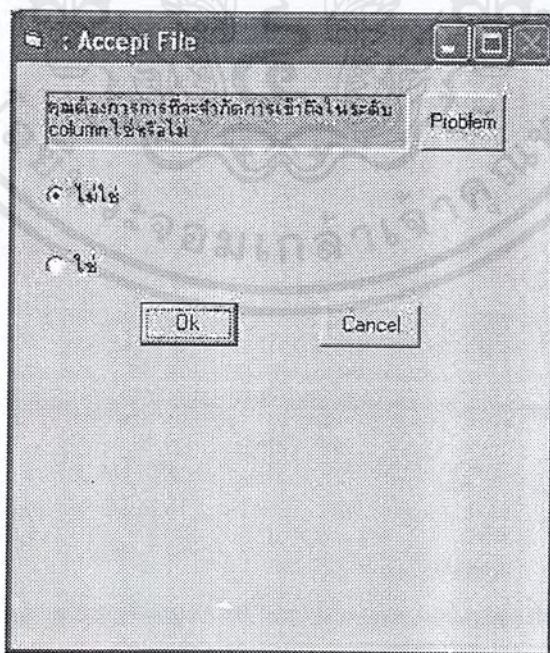 : Accept File
คุณต้องการการที่จะจำกัดการเข้าถึงในระดับ
column ใช่หรือไม่
Problem
ไม่ใช่
ใช่
Ok
Cancel